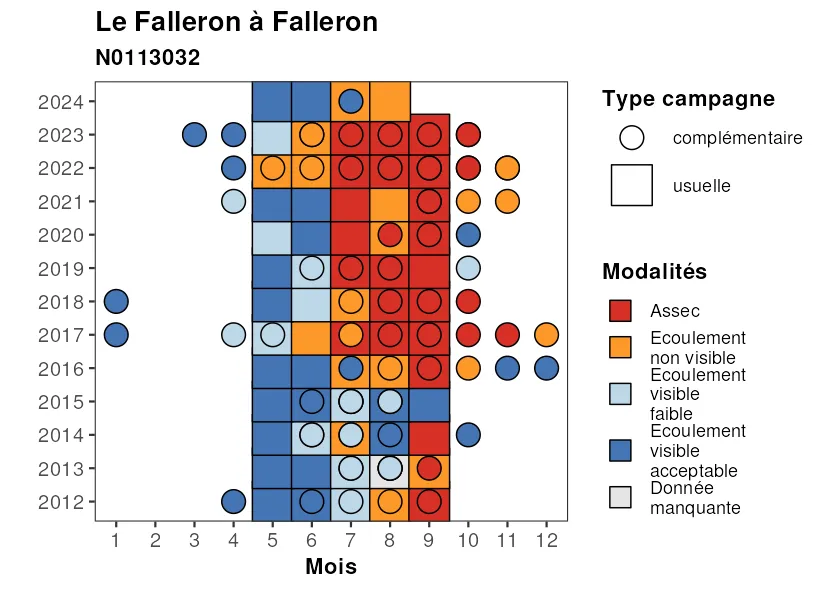 Le Falleron à Falleron
N0113032
2024
2023
2022
2021
2020
2019
2018
2017
2016
2015
2014
2013
2012
1 2 3 4 5 6 7 8 9 10 11 12
Mois
Type campagne
complémentaire
usuelle
Modalités
Assec
Ecoulement
non visible
Ecoulement
visible
faible
Ecoulement
visible
acceptable
Donnée
manquante